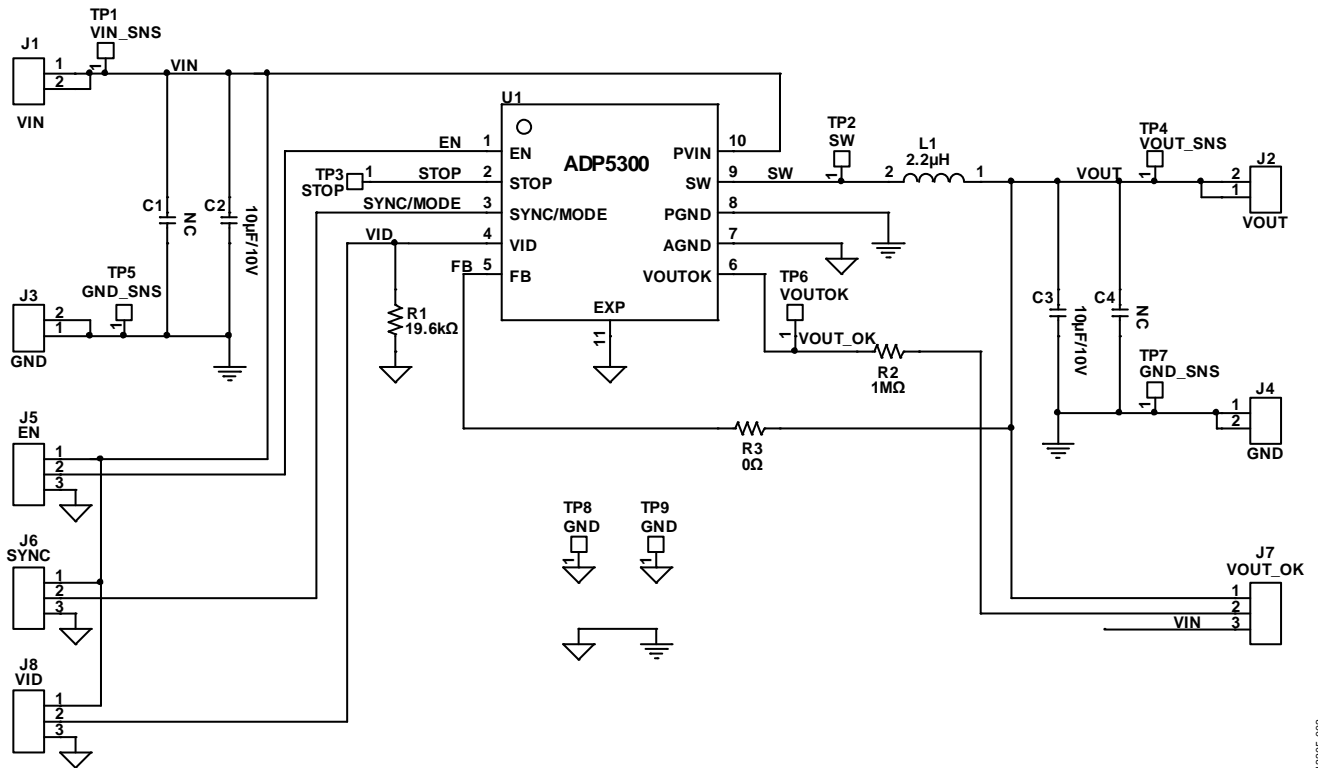 TP1
VIN_SNS
J1
1
2
1
VIN
VIN
C1
NC
C2
10µF/10V
TP5
GND_SNS
J3
2
1
1
GND
U1
ADP5300
EN
1
EN
TP3
STOP
1
STOP
2
STOP
SYNC/MODE
3
SYNC/MODE
VID
4
VID
FB
5
FB
10
PVIN
9
SW
SW
8
PGND
7
AGND
6
VOUTOK
EXP
11
R1
19.6kΩ
TP2
SW
1
L1
2.2µH
2
1
TP4
VOUT_SNS
1
VOUT
J2
2
1
VOUT
TP6
VOUTOK
1
VOUT_OK
R2
1MΩ
C3
10µF/10V
C4
NC
TP7
GND_SNS
1
J4
1
2
GND
R3
0Ω
J5
EN
1
2
3
J6
SYNC
1
2
3
J8
VID
1
2
3
TP8
GND
1
TP9
GND
1
J7
VOUT_OK
1
2
3
VIN